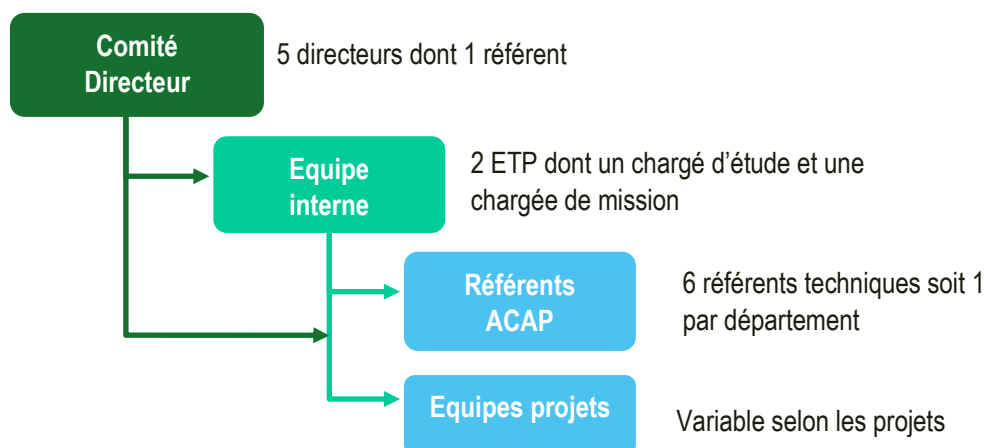 Comité
Directeur
5 directeurs dont 1 référent
Equipe
interne
2 ETP dont un chargé d’étude et une
chargée de mission
Référents
ACAP
6 référents techniques soit 1
par département
Equipes projets
Variable selon les projets